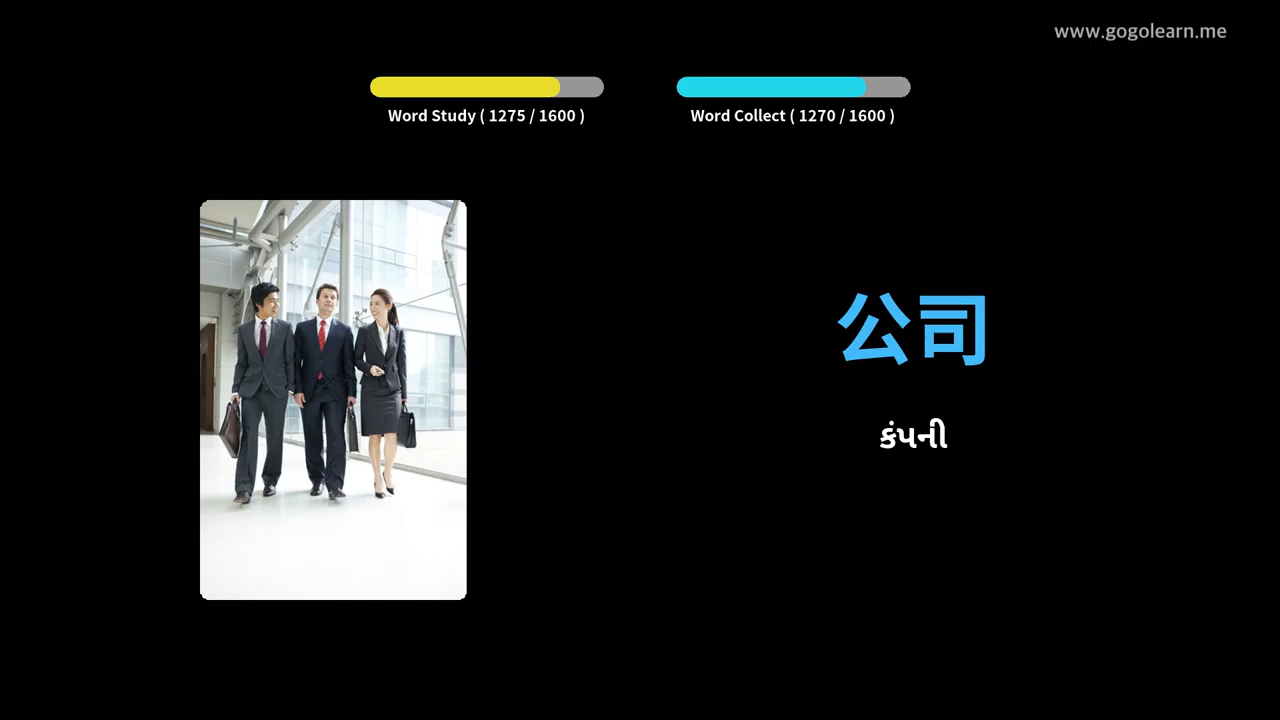 www.gogolearn.me
Word Study ( 1275 / 1600 )
Word Collect ( 1270 / 1600 )
公司
કંપની